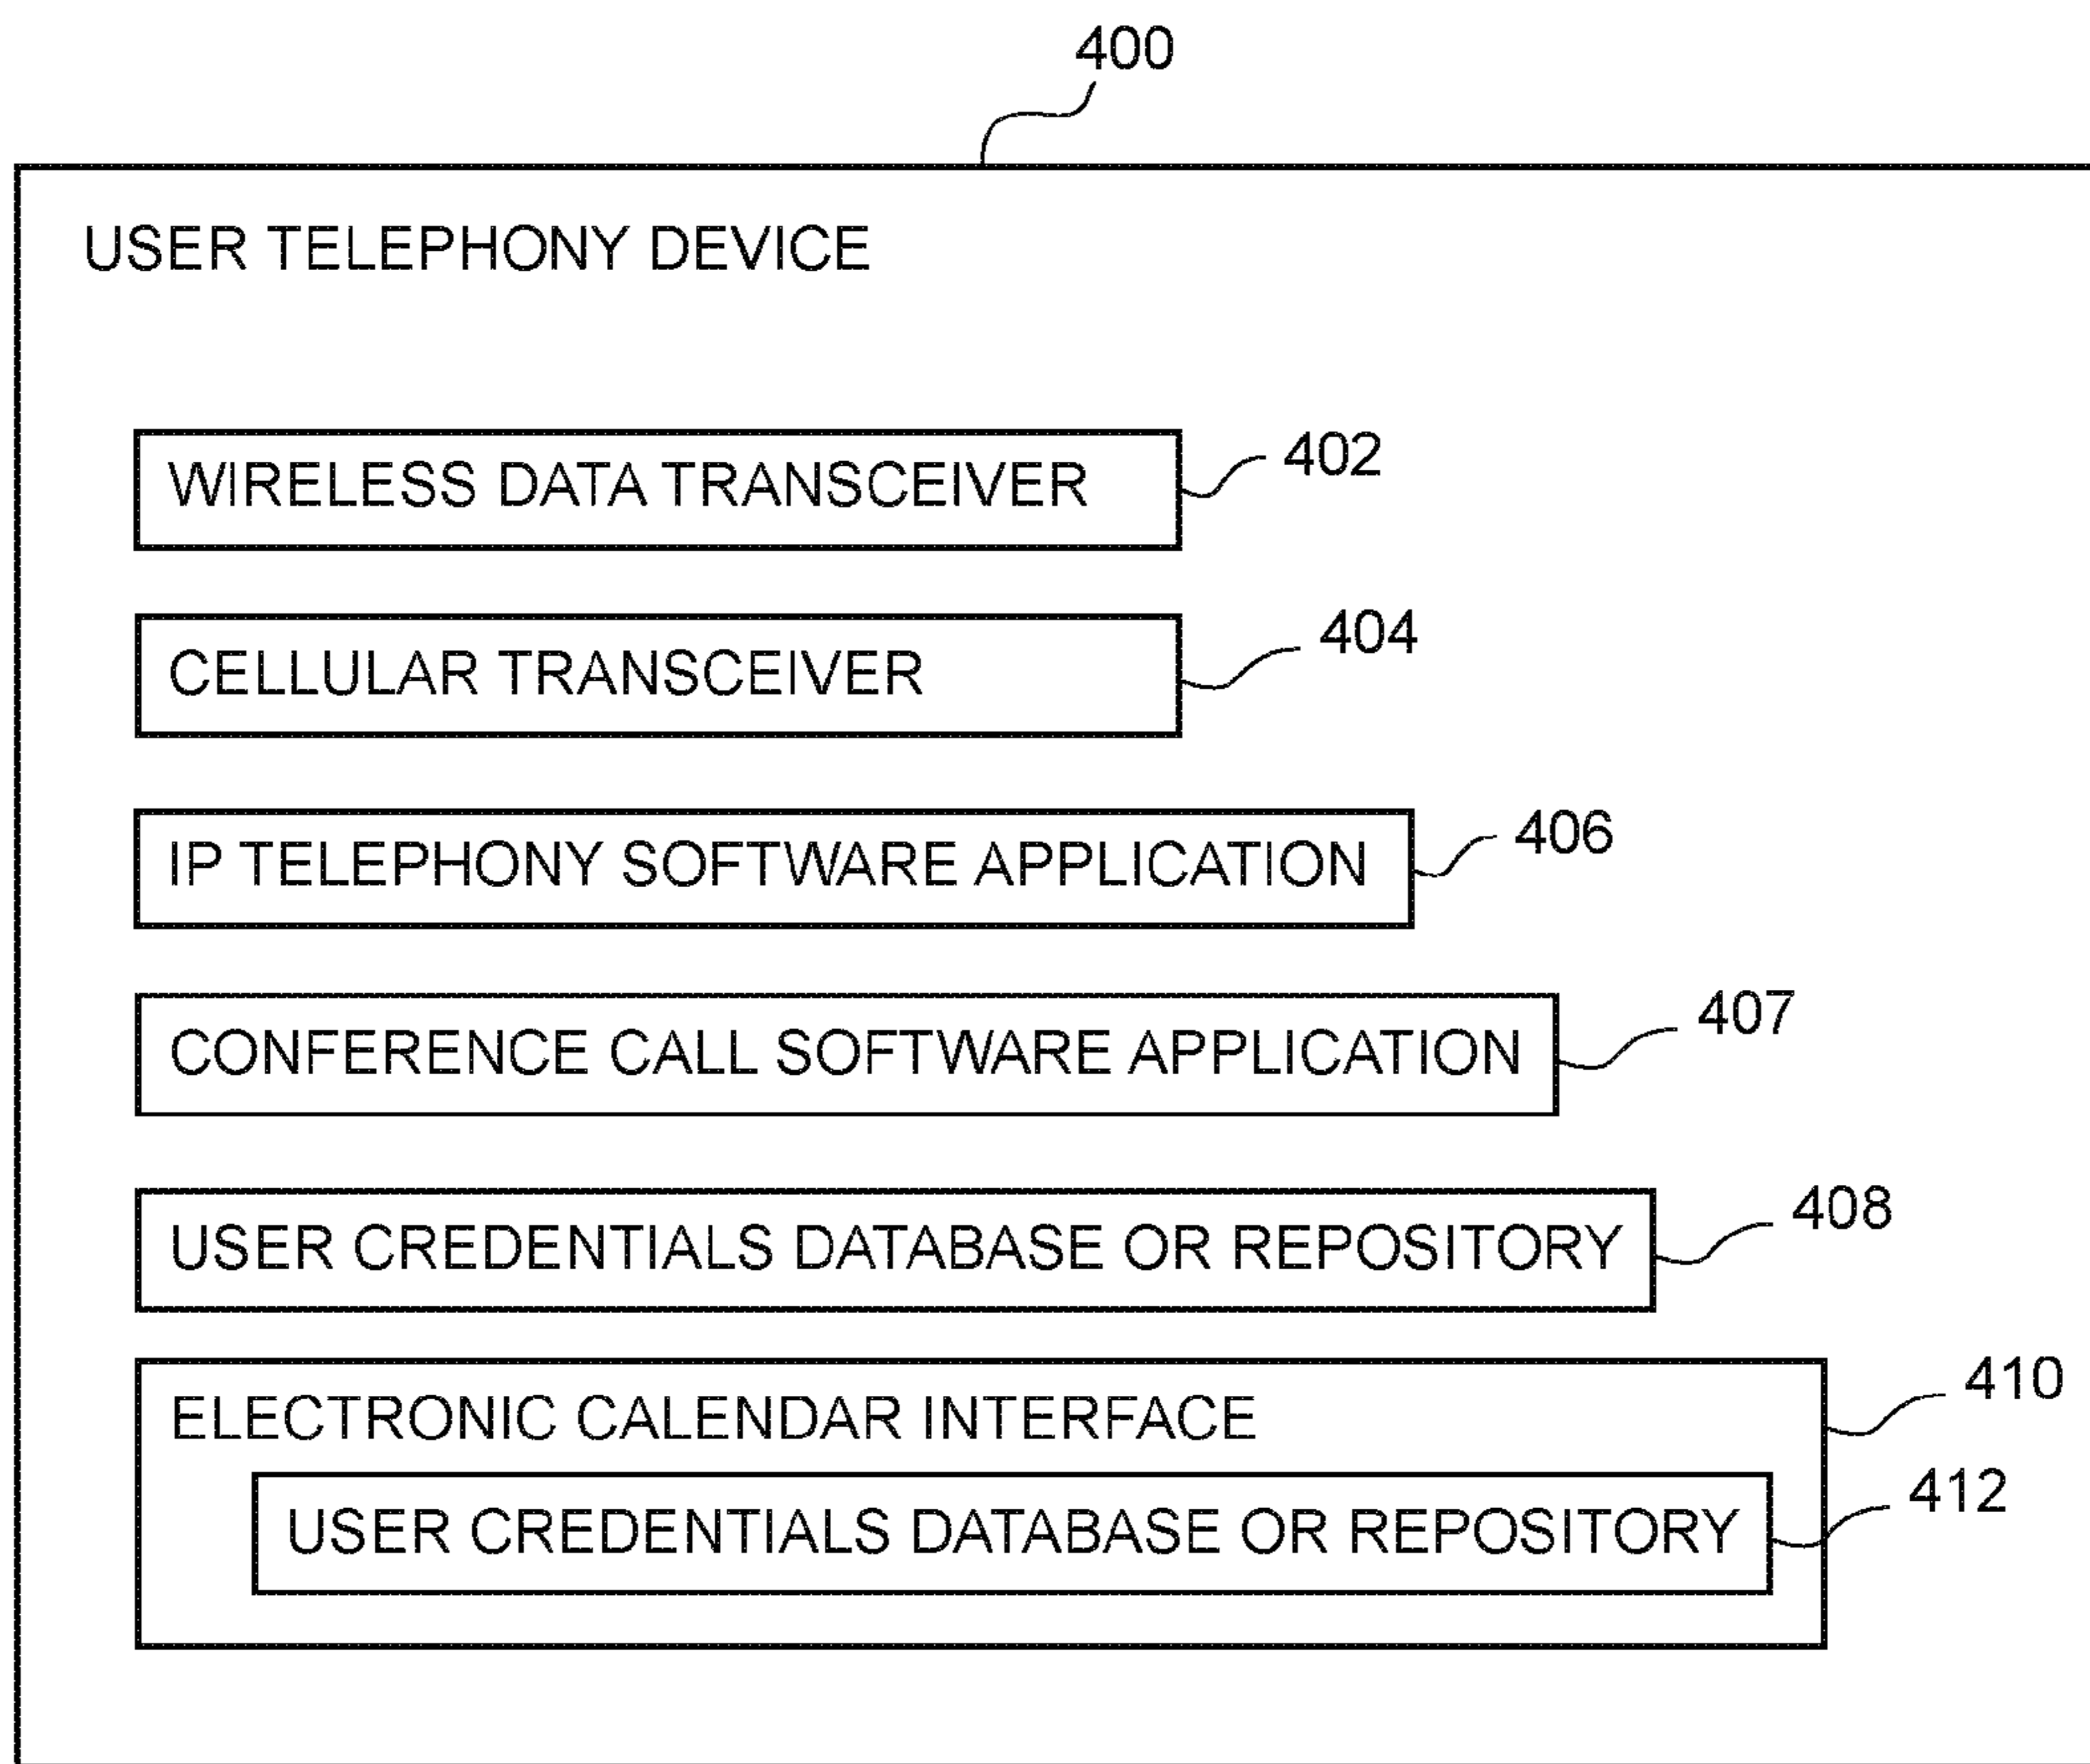 400
USER TELEPHONY DEVICE
WIRELESS DATA TRANSCEIVER
402
CELLULAR TRANSCEIVER
404
IP TELEPHONY SOFTWARE APPLICATION
406
CONFERENCE CALL SOFTWARE APPLICATION
407
USER CREDENTIALS DATABASE OR REPOSITORY
408
ELECTRONIC CALENDAR INTERFACE
410
USER CREDENTIALS DATABASE OR REPOSITORY
412